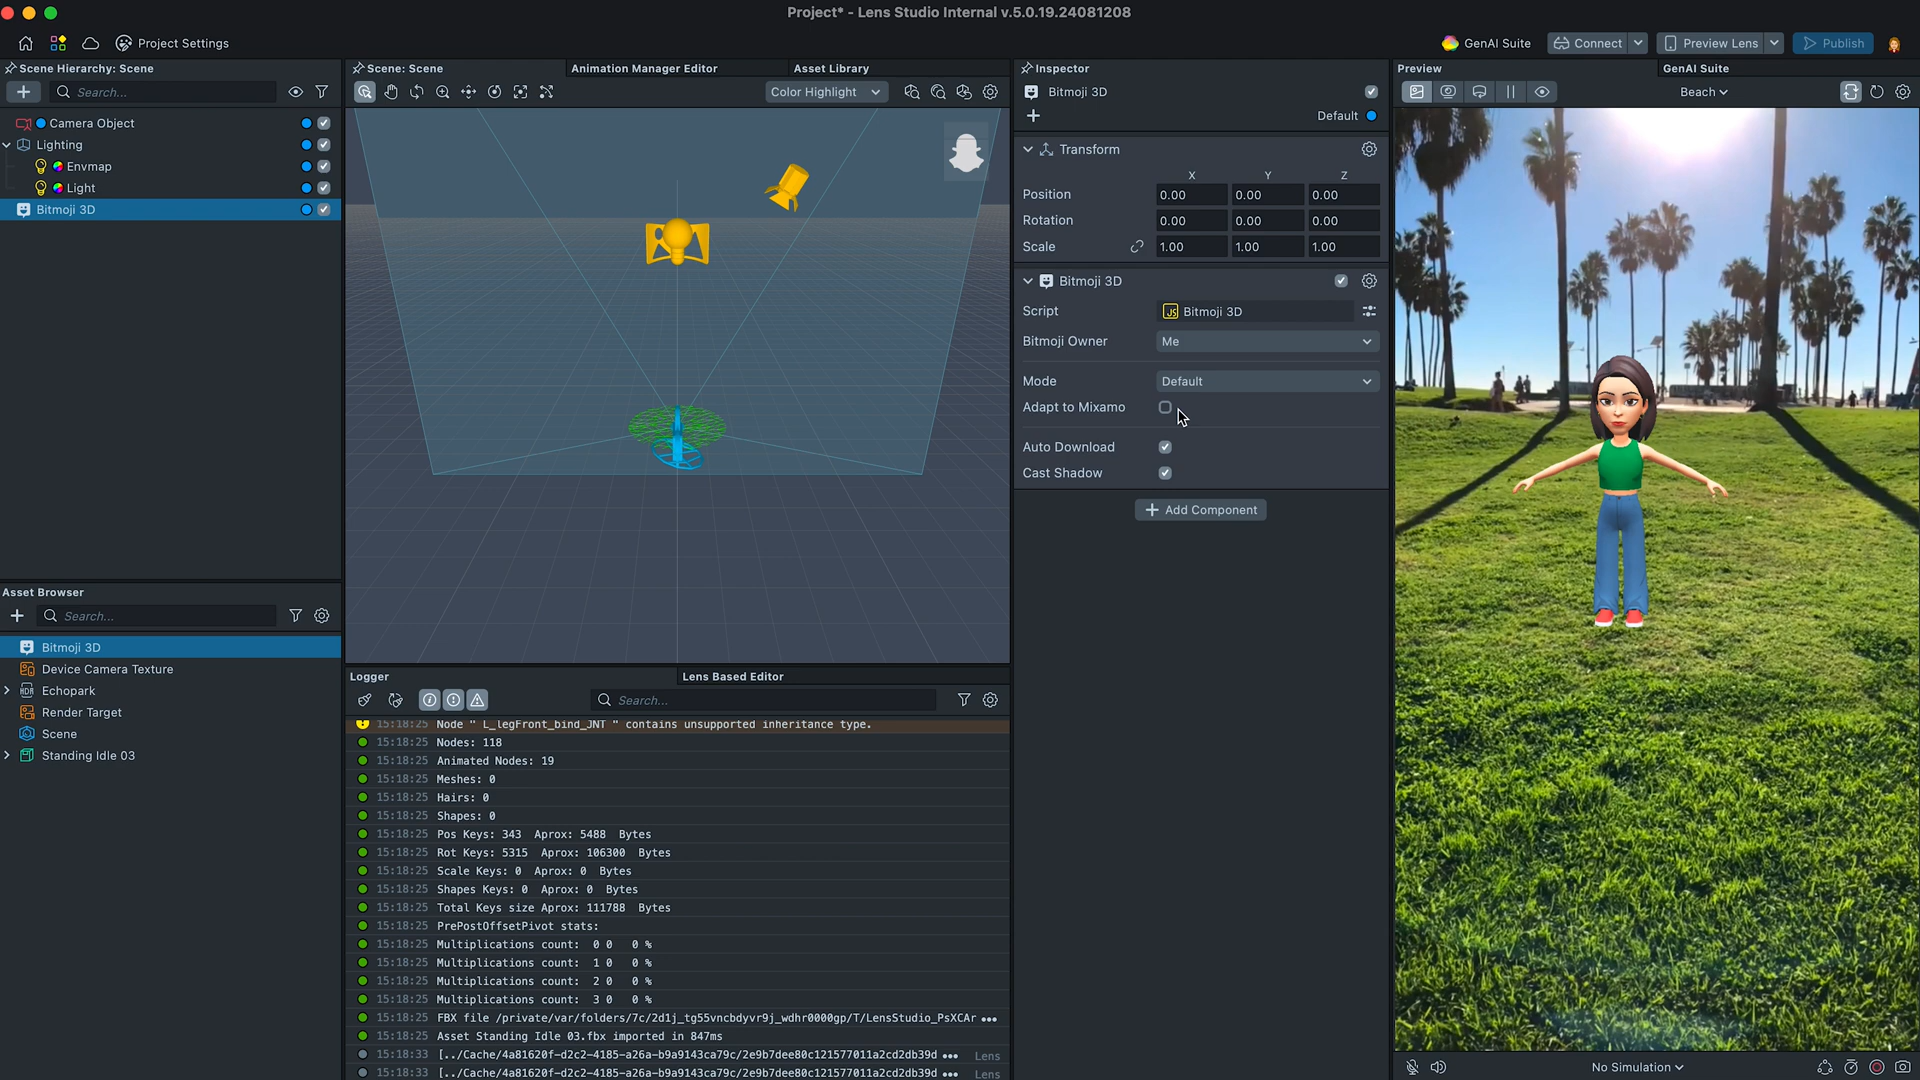 Project* - Lens Studio Internal v.5.0.19.24081208
Project Settings
GenAI Suite
Connect
Preview Lens
Publish
Scene Hierarchy: Scene
Search...
Camera Object
Lighting
Envmap
Light
Bitmoji 3D
Asset Browser
Search...
Bitmoji 3D
Device Camera Texture
HDR
Echopark
Render Target
Scene
Standing Idle 03
Scene: Scene
Animation Manager Editor
Asset Library
Color Highlight
Logger
Lens Based Editor
Search...
15:18:25 Node " L_legFront_bind_JNT " contains unsupported inheritance type.
15:18:25 Nodes: 118
15:18:25 Animated Nodes: 19
15:18:25 Meshes: 0
15:18:25 Hairs: 0
15:18:25 Shapes: 0
15:18:25 Pos Keys: 343 Aprox: 5488 Bytes
15:18:25 Rot Keys: 5315 Aprox: 106300 Bytes
15:18:25 Scale Keys: 0 Aprox: 0 Bytes
15:18:25 Shapes Keys: 0 Aprox: 0 Bytes
15:18:25 Total Keys size Aprox: 111788 Bytes
15:18:25 PrePostOffsetPivot stats:
15:18:25 Multiplications count: 0 0 0 %
15:18:25 Multiplications count: 1 0 0 %
15:18:25 Multiplications count: 2 0 0 %
15:18:25 Multiplications count: 3 0 0 %
15:18:25 FBX file /private/var/folders/7c/2d1j_tg55vncbdyvr9j_wdhr0000gp/T/LensStudio_PsXCAr •••
15:18:25 Asset Standing Idle 03.fbx imported in 847ms
15:18:33 [../Cache/4a81620f-d2c2-4185-a26a-b9a9143ca79c/2e9b7dee80c121577011a2cd2db39d ••• Lens
15:18:33 [../Cache/4a81620f-d2c2-4185-a26a-b9a9143ca79c/2e9b7dee80c121577011a2cd2db39d ••• Lens
Inspector
Bitmoji 3D
Default
Transform
X Y Z
Position 0.00 0.00 0.00
Rotation 0.00 0.00 0.00
Scale 1.00 1.00 1.00
Bitmoji 3D
Script JS Bitmoji 3D
Bitmoji Owner Me
Mode Default
Adapt to Mixamo
Auto Download
Cast Shadow
+ Add Component
Preview
GenAI Suite
Beach
No Simulation